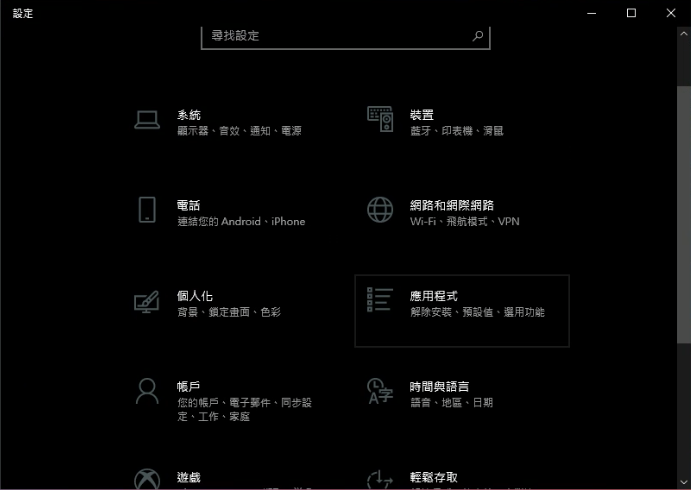 設定
尋找設定
系統
顯示器、音效、通知、電源
裝置
藍牙、印表機、滑鼠
電話
連結您的 Android、iPhone
網路和網際網路
Wi-Fi、飛航模式、VPN
個人化
背景、鎖定畫面、色彩
應用程式
解除安裝、預設值、選用功能
帳戶
您的帳戶、電子郵件、同步設
定、工作、家庭
時間與語言
語音、地區、日期
遊戲
輕鬆存取